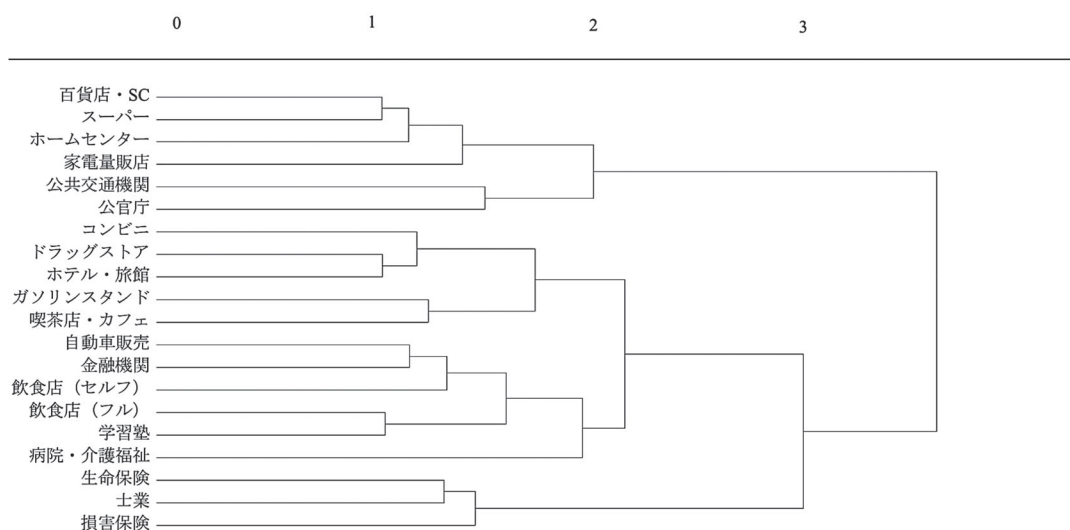 0 1 2 3
百貨店・SC
スーパー
ホームセンター
家電量販店
公共交通機関
公官庁
コンビニ
ドラッグストア
ホテル・旅館
ガソリンスタンド
喫茶店・カフェ
自動車販売
金融機関
飲食店（セルフ）
飲食店（フル）
学習塾
病院・介護福祉
生命保険
士業
損害保険